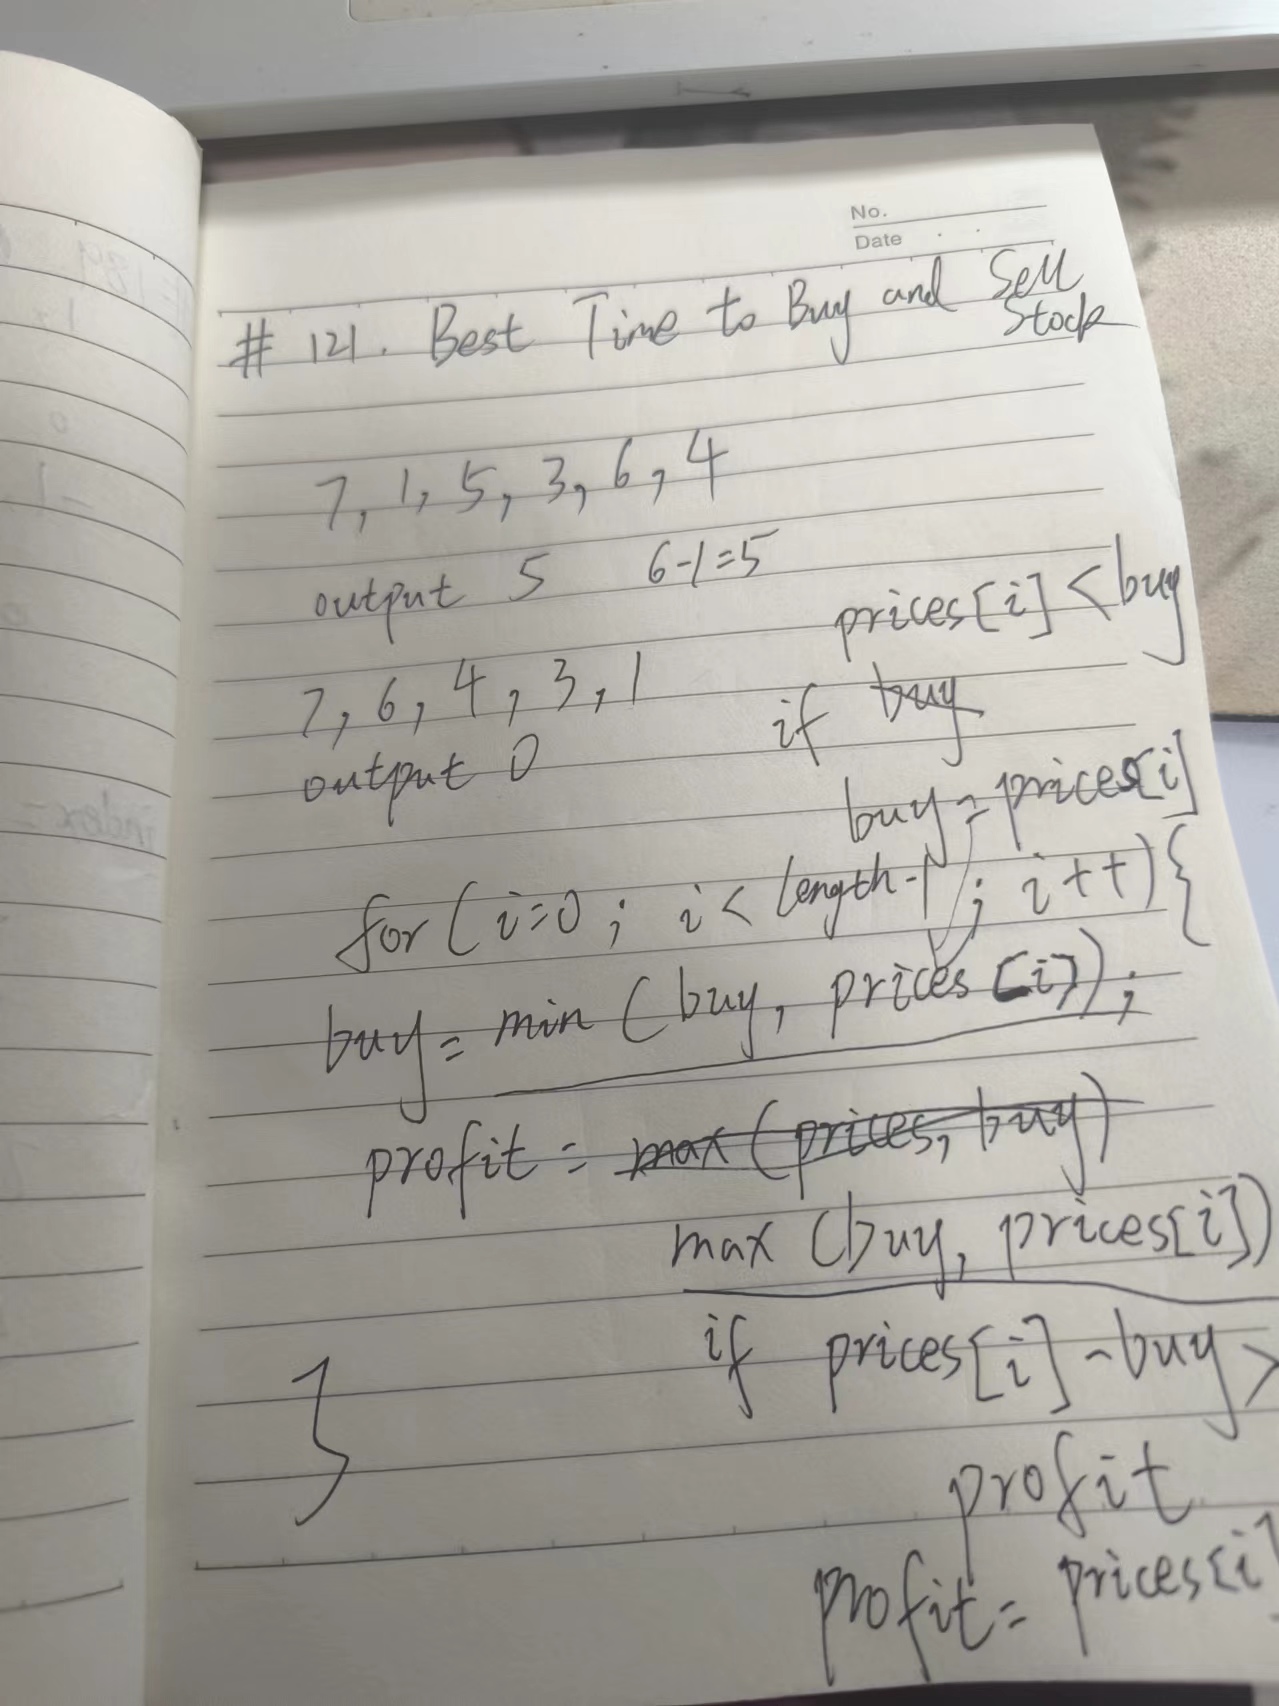 No.
Date
# 121. Best Time to Buy and Sell
Stock
7, 1, 5, 3, 6, 4
output 5 6-1=5
prices[i] < buy
7, 6, 4, 3, 1
if buy
output 0
buy = prices[i]
for (i=0; i < length-1; i++) {
buy = min (buy, prices [i]);
profit = max (prices, buy)
max (buy, prices[i])
if prices[i] - buy >
}
profit
profit = prices[i]